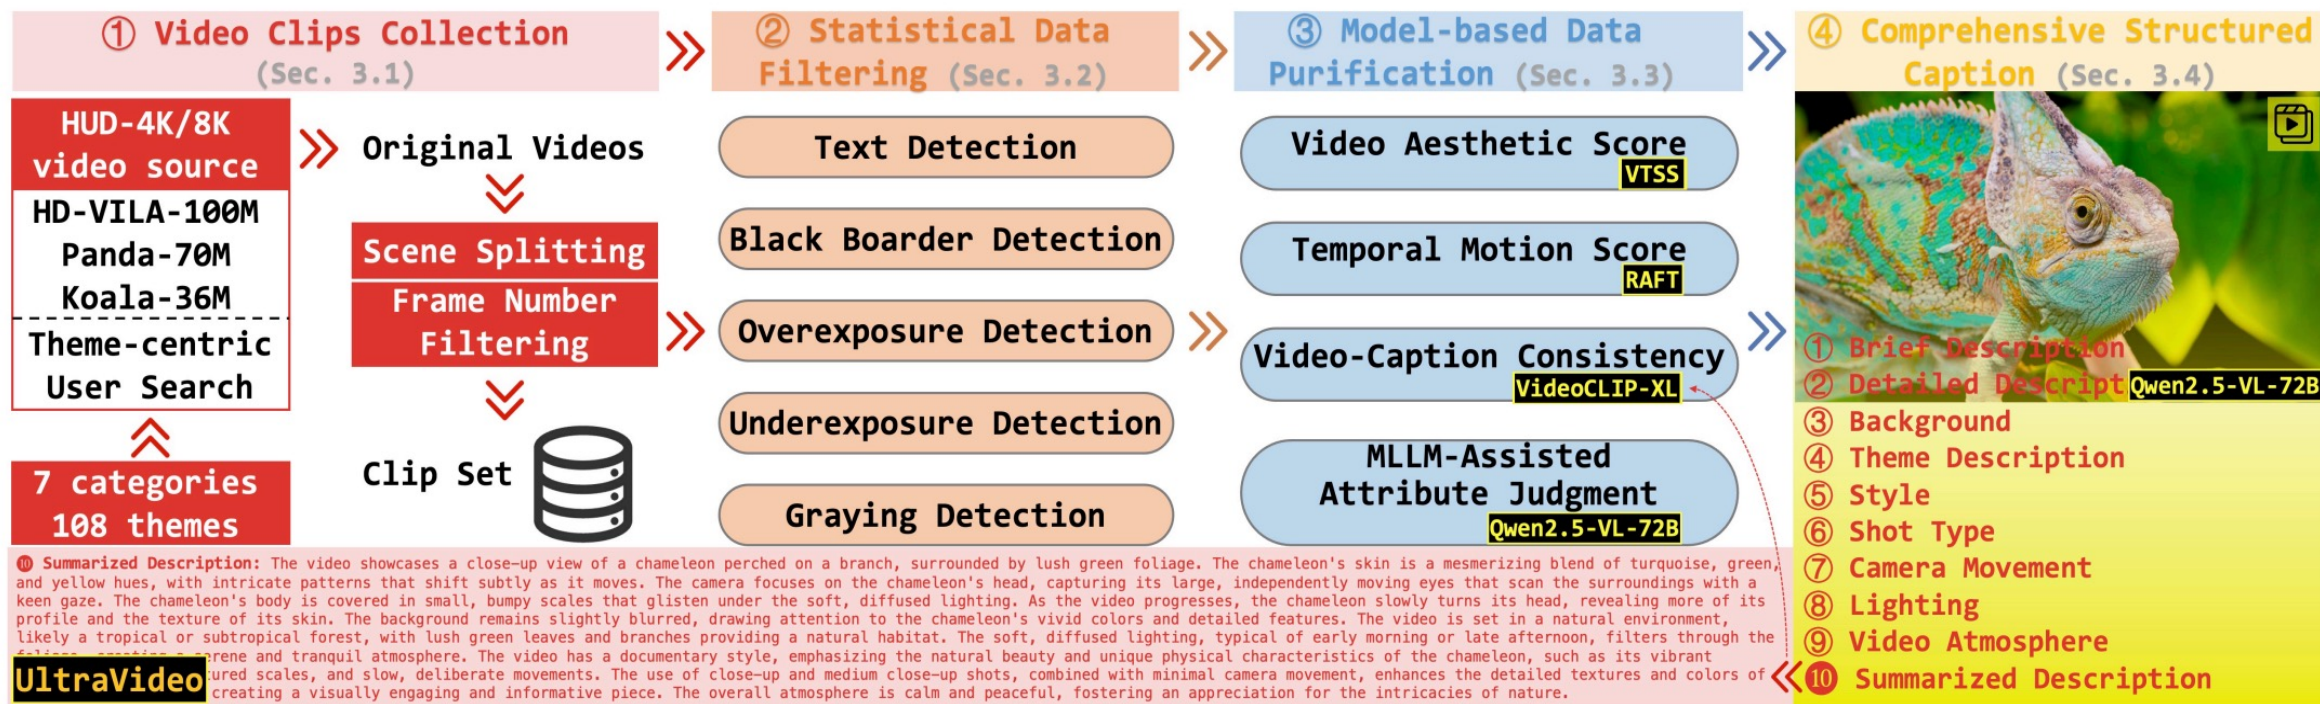 ① Video Clips Collection
(Sec. 3.1)
HUD-4K/8K
video source
HD-VILA-100M
Panda-70M
Koala-36M
Theme-centric
User Search
7 categories
108 themes
Original Videos
Scene Splitting
Frame Number
Filtering
Clip Set
② Statistical Data
Filtering (Sec. 3.2)
Text Detection
Black Boarder Detection
Overexposure Detection
Underexposure Detection
Graying Detection
③ Model-based Data
Purification (Sec. 3.3)
Video Aesthetic Score
VTSS
Temporal Motion Score
RAFT
Video-Caption Consistency
VideoCLIP-XL
MLLM-Assisted
Attribute Judgment
Qwen2.5-VL-72B
④ Comprehensive Structured
Caption (Sec. 3.4)
① Brief Description
② Detailed Descript
Qwen2.5-VL-72B
③ Background
④ Theme Description
⑤ Style
⑥ Shot Type
⑦ Camera Movement
⑧ Lighting
⑨ Video Atmosphere
❿ Summarized Description
❿ Summarized Description: The video showcases a close-up view of a chameleon perched on a branch, surrounded by lush green foliage. The chameleon's skin is a mesmerizing blend of turquoise, green,
and yellow hues, with intricate patterns that shift subtly as it moves. The camera focuses on the chameleon's head, capturing its large, independently moving eyes that scan the surroundings with a
keen gaze. The chameleon's body is covered in small, bumpy scales that glisten under the soft, diffused lighting. As the video progresses, the chameleon slowly turns its head, revealing more of its
profile and the texture of its skin. The background remains slightly blurred, drawing attention to the chameleon's vivid colors and detailed features. The video is set in a natural environment,
likely a tropical or subtropical forest, with lush green leaves and branches providing a natural habitat. The soft, diffused lighting, typical of early morning or late afternoon, filters through the
serene and tranquil atmosphere. The video has a documentary style, emphasizing the natural beauty and unique physical characteristics of the chameleon, such as its vibrant
scales, and slow, deliberate movements. The use of close-up and medium close-up shots, combined with minimal camera movement, enhances the detailed textures and colors of
creating a visually engaging and informative piece. The overall atmosphere is calm and peaceful, fostering an appreciation for the intricacies of nature.
UltraVideo